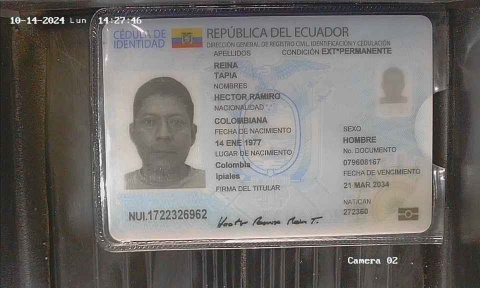 10-14-2024 Lun 14:27:46
CÉDULA DE IDENTIDAD
REPÚBLICA DEL ECUADOR
DIRECCIÓN GENERAL DE REGISTRO CIVIL, IDENTIFICACIÓN Y CEDULACIÓN
APELLIDOS
CONDICIÓN EXT*PERMANENTE
REINA
TAPIA
NOMBRES
HECTOR RAMIRO
NACIONALIDAD
COLOMBIANA
FECHA DE NACIMIENTO
14 ENE 1977
LUGAR DE NACIMIENTO
Colombia
Ipiales
FIRMA DEL TITULAR
SEXO
HOMBRE
No. DOCUMENTO
079608167
FECHA DE VENCIMIENTO
21 MAR 2034
NAT/CAN
272360
NUI.1722326962
Camera 02